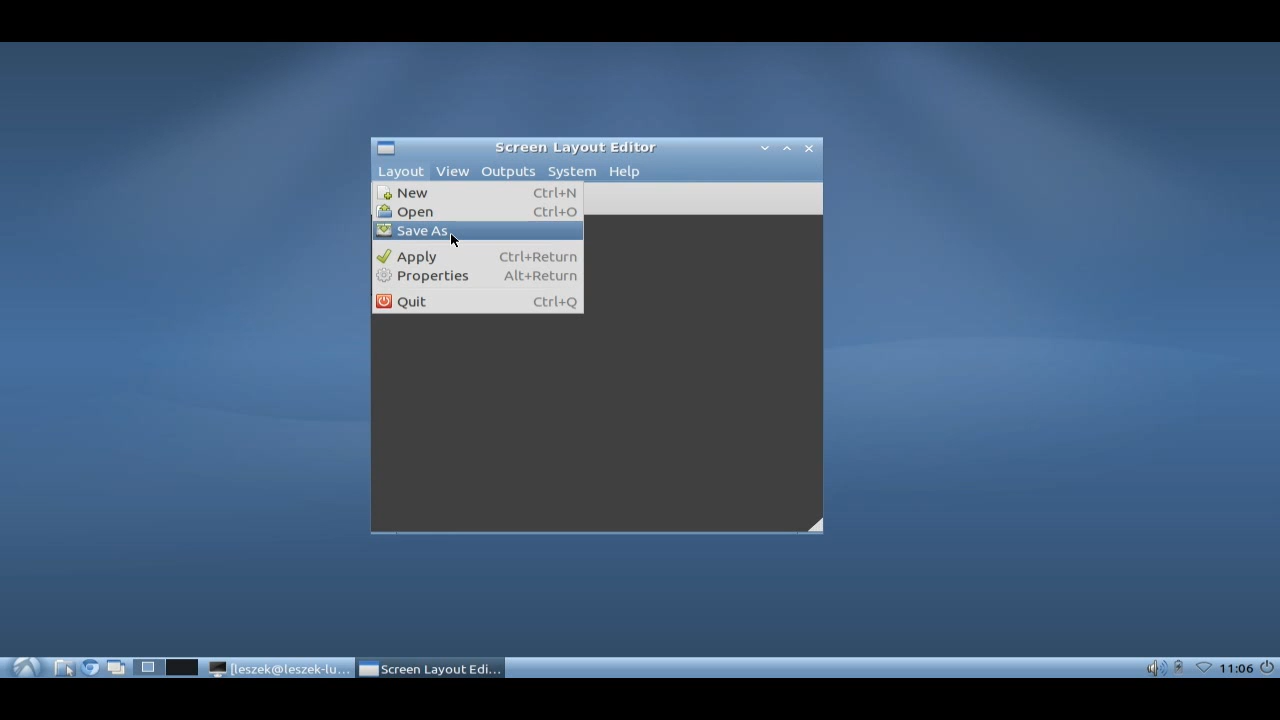 Screen Layout Editor
Layout View Outputs System Help
New Ctrl+N
Open Ctrl+O
Save As
Apply Ctrl+Return
Properties Alt+Return
Quit Ctrl+Q
[leszek@leszek-lu... Screen Layout Edi... 11:06